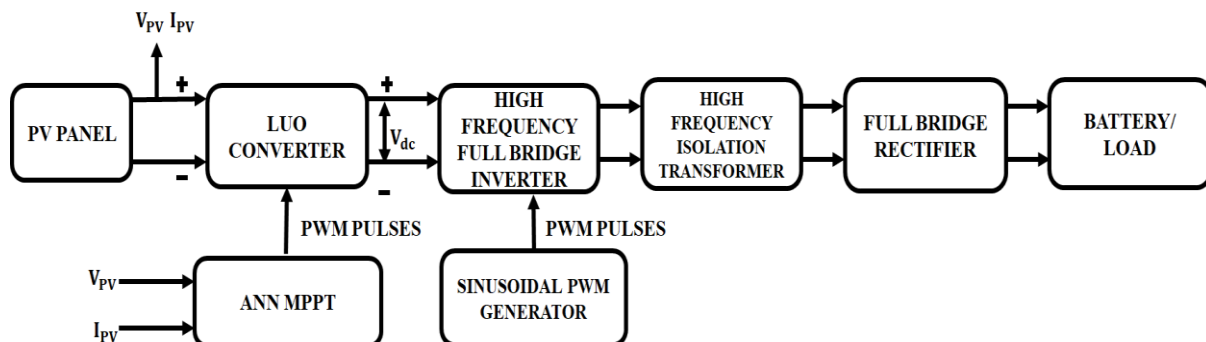 V_PV I_PV
+
+
PV PANEL
LUO
CONVERTER
V_dc
HIGH
FREQUENCY
FULL BRIDGE
INVERTER
HIGH
FREQUENCY
ISOLATION
TRANSFORMER
FULL BRIDGE
RECTIFIER
BATTERY/
LOAD
-
-
PWM PULSES
PWM PULSES
V_PV
I_PV
ANN MPPT
SINUSOIDAL PWM
GENERATOR